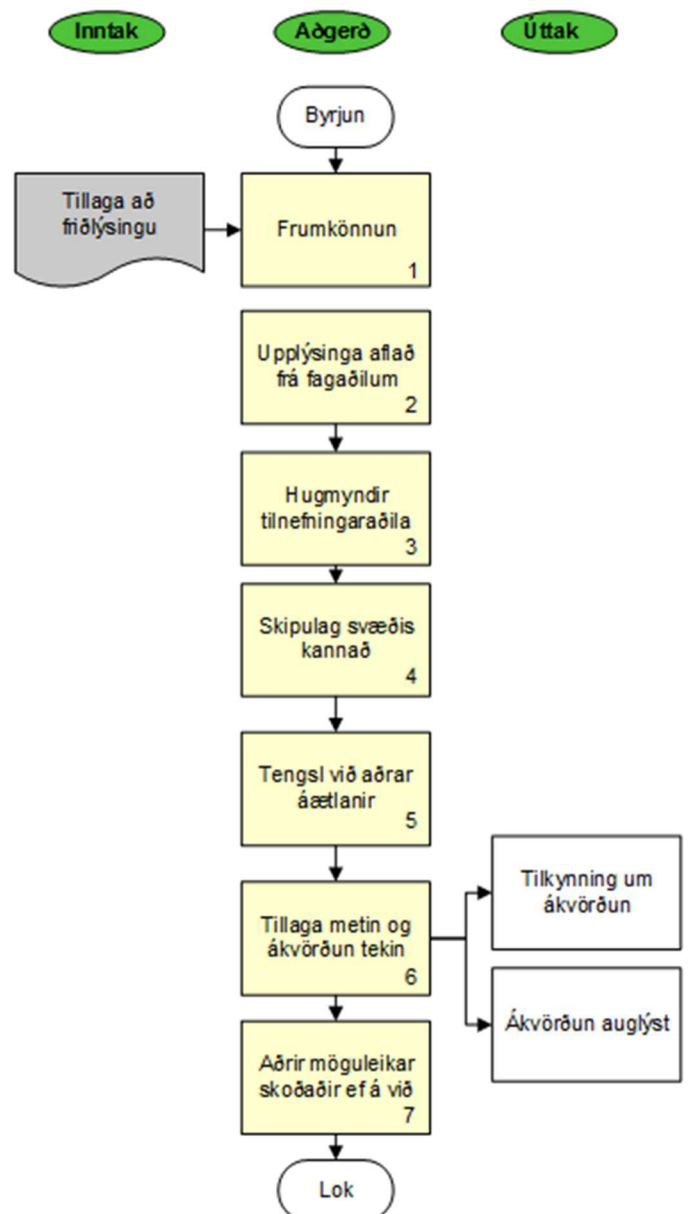 Inntak
Aðgerð
Úttak
Byrjun
Tillaga að
friðlýsingu
Frumkönnun
1
Upplýsinga aflað
frá fagaðilum
2
Hugmyndir
tilnefningaraðila
3
Skipulag svæðis
kannað
4
Tengsl við aðrar
áætlanir
5
Tillaga metin og
ákvörðun tekin
6
Tilkynning um
ákvörðun
Ákvörðun auglýst
Aðrir möguleikar
skoðaðir ef á við
7
Lok